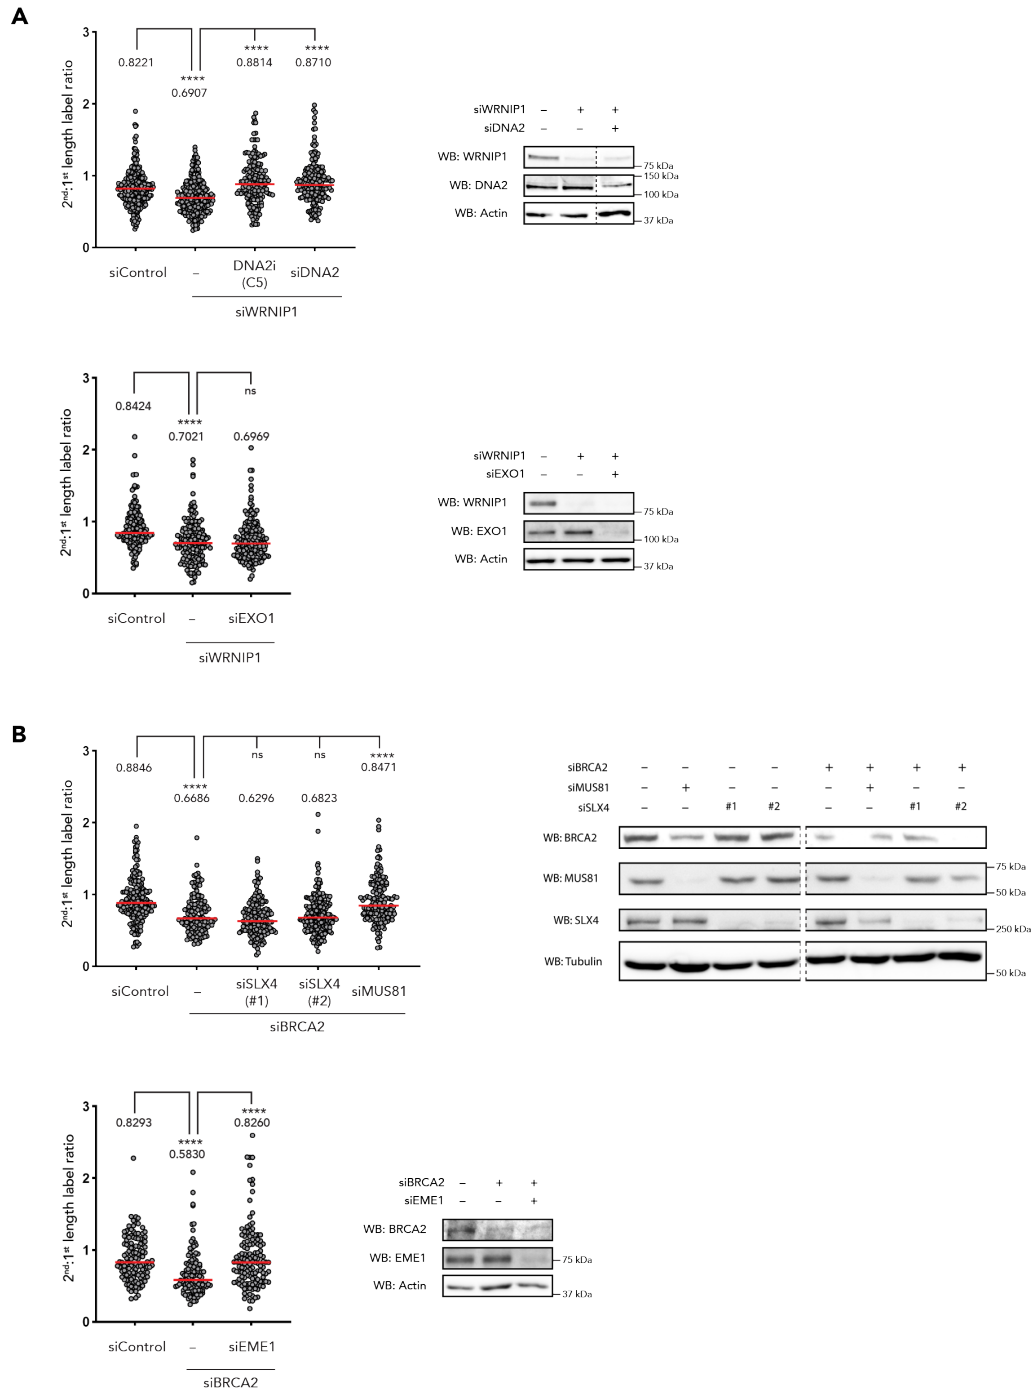 A
2nd:1st length label ratio
3
2
1
0
0.8221
****
0.6907
****
0.8814
****
0.8710
siControl
–
DNA2i
(C5)
siDNA2
siWRNIP1
siWRNIP1 – + +
siDNA2 – – +
WB: WRNIP1
75 kDa
WB: DNA2
150 kDa
100 kDa
WB: Actin
37 kDa
2nd:1st length label ratio
3
2
1
0
0.8424
****
0.7021
ns
0.6969
siControl
–
siEXO1
siWRNIP1
siWRNIP1 – + +
siEXO1 – – +
WB: WRNIP1
75 kDa
WB: EXO1
100 kDa
WB: Actin
37 kDa
B
2nd:1st length label ratio
3
2
1
0
0.8846
****
0.6686
ns
0.6296
ns
0.6823
****
0.8471
siControl
–
siSLX4
(#1)
siSLX4
(#2)
siMUS81
siBRCA2
siBRCA2 – – – – + + + +
siMUS81 – + – – – + – –
siSLX4 – – #1 #2 – – #1 #2
WB: BRCA2
WB: MUS81
75 kDa
50 kDa
WB: SLX4
250 kDa
WB: Tubulin
50 kDa
2nd:1st length label ratio
3
2
1
0
0.8293
****
0.5830
****
0.8260
siControl
–
siEME1
siBRCA2
siBRCA2 – + +
siEME1 – – +
WB: BRCA2
WB: EME1
75 kDa
WB: Actin
37 kDa